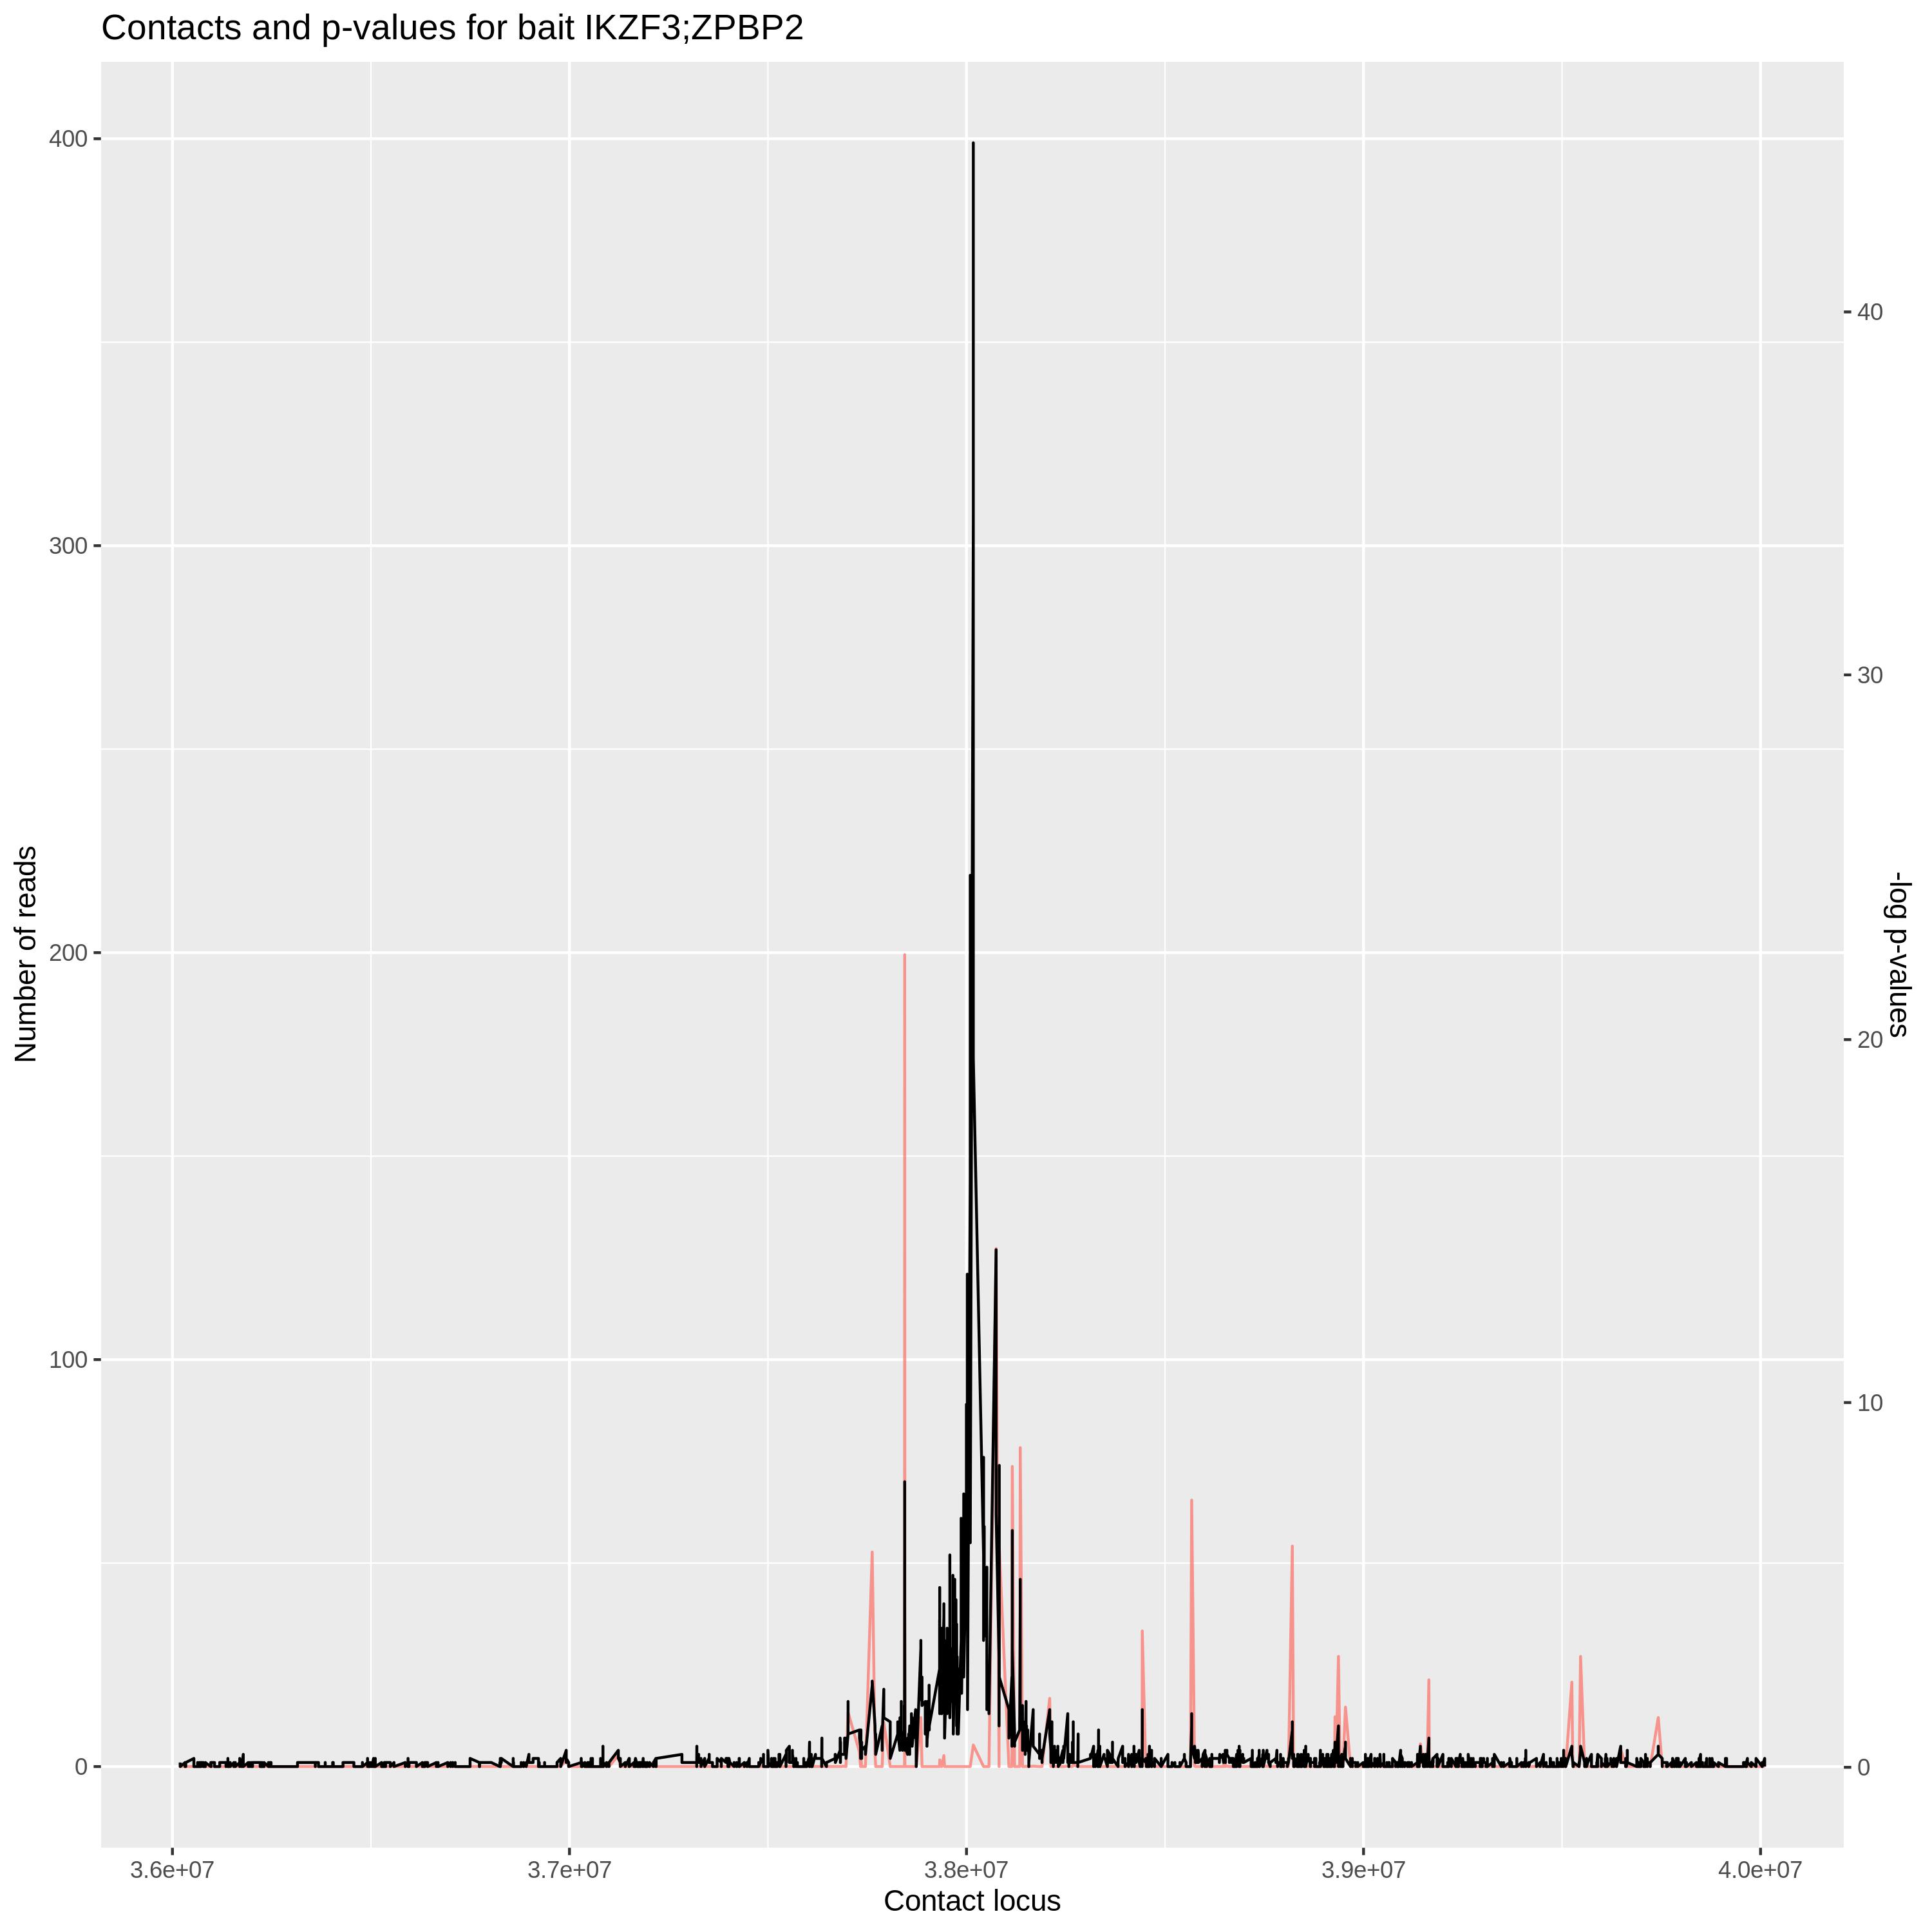 Contacts and p-values for bait IKZF3;ZPBP2
400
300
200
100
0
Number of reads
40
30
20
10
0
-log p-values
3.6e+07
3.7e+07
3.8e+07
3.9e+07
4.0e+07
Contact locus